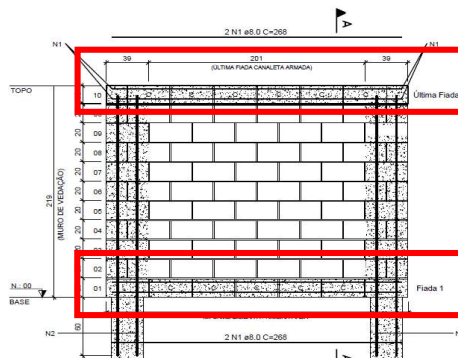 A
2 N1 ø8.0 C=268
N1
N1
39
201
39
(ÚLTIMA FIADA CANALETA ARMADA)
TOPO
10
Última Fiada
20
09
20
08
20
07
20
06
20
05
20
04
20
219
(MURO DE VEDAÇÃO)
02
01
C
C
C
C
C
Fiada 1
N.: 00
BASE
60
N2
N
2 N1 ø8.0 C=268
A